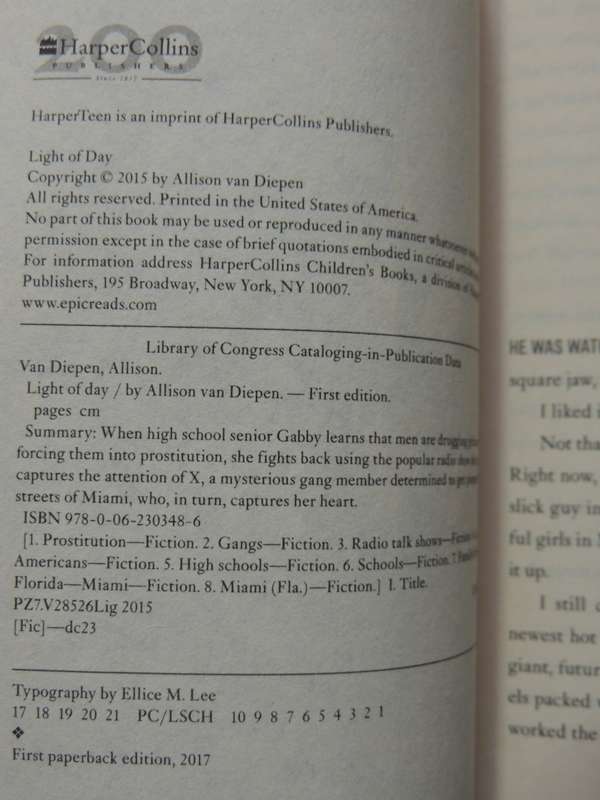 200
HarperCollins
PUBLISHERS
Since 1817
HarperTeen is an imprint of HarperCollins Publishers.
Light of Day
Copyright © 2015 by Allison van Diepen
All rights reserved. Printed in the United States of America.
No part of this book may be used or reproduced in any manner whatsoever
permission except in the case of brief quotations embodied in critical articles
For information address HarperCollins Children's Books, a division of
Publishers, 195 Broadway, New York, NY 10007.
www.epicreads.com
Library of Congress Cataloging-in-Publication Data
Van Diepen, Allison.
Light of day / by Allison van Diepen. — First edition.
pages cm
Summary: When high school senior Gabby learns that men are drugging
forcing them into prostitution, she fights back using the popular radio show
captures the attention of X, a mysterious gang member determined to get
streets of Miami, who, in turn, captures her heart.
ISBN 978-0-06-230348-6
[1. Prostitution—Fiction. 2. Gangs—Fiction. 3. Radio talk shows—Fiction.
Americans—Fiction. 5. High schools—Fiction. 6. Schools—Fiction. 7.
Florida—Miami—Fiction. 8. Miami (Fla.)—Fiction.] I. Title.
PZ7.V28526Lig 2015
[Fic]—dc23
Typography by Ellice M. Lee
17 18 19 20 21 PC/LSCH 10 9 8 7 6 5 4 3 2 1
❖
First paperback edition, 2017
HE WAS
square jaw,
I liked
Not
Right now,
slick guy in
ful girls in
it up.
I still
newest hot
giant,
els packed
worked the